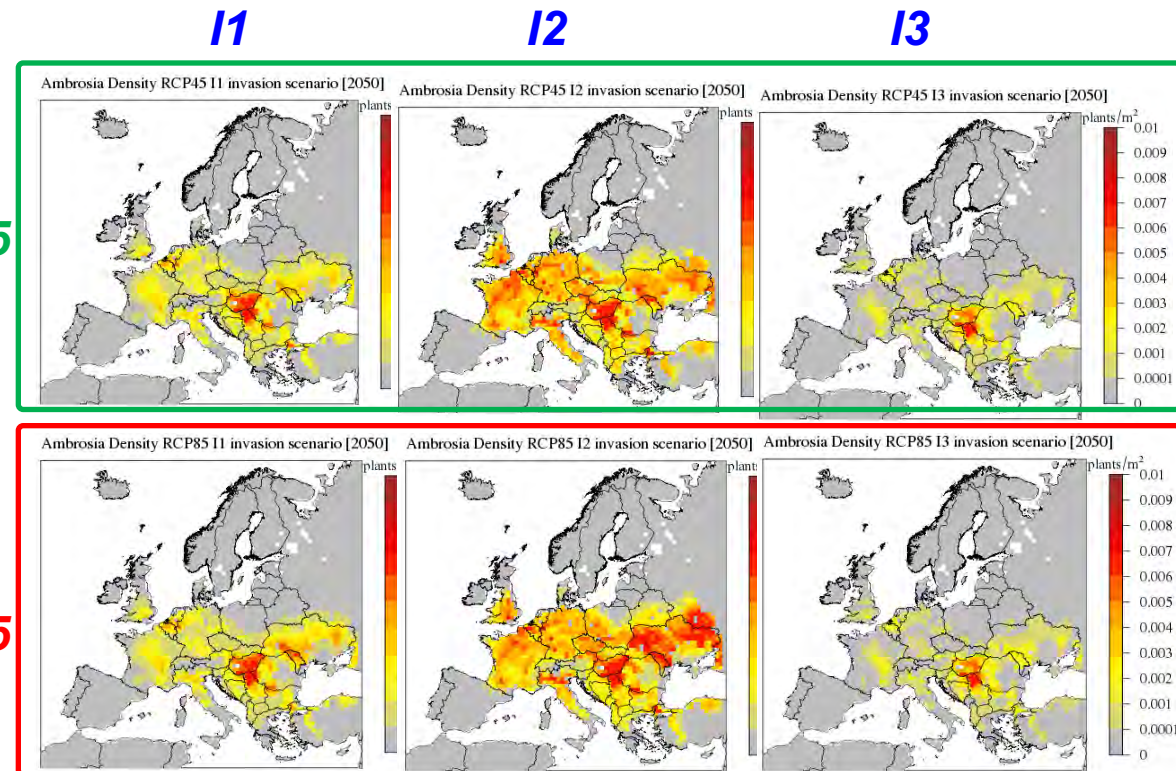 I1 I2 I3
Ambrosia Density RCP45 I1 invasion scenario [2050]
plants
Ambrosia Density RCP45 I2 invasion scenario [2050]
plants
Ambrosia Density RCP45 I3 invasion scenario [2050]
plants/m²
0.01
0.009
0.008
0.007
0.006
0.005
0.004
0.003
0.002
0.001
0.0001
0
5
Ambrosia Density RCP85 I1 invasion scenario [2050]
plants
Ambrosia Density RCP85 I2 invasion scenario [2050]
plants
Ambrosia Density RCP85 I3 invasion scenario [2050]
plants/m²
0.01
0.009
0.008
0.007
0.006
0.005
0.004
0.003
0.002
0.001
0.0001
0
5